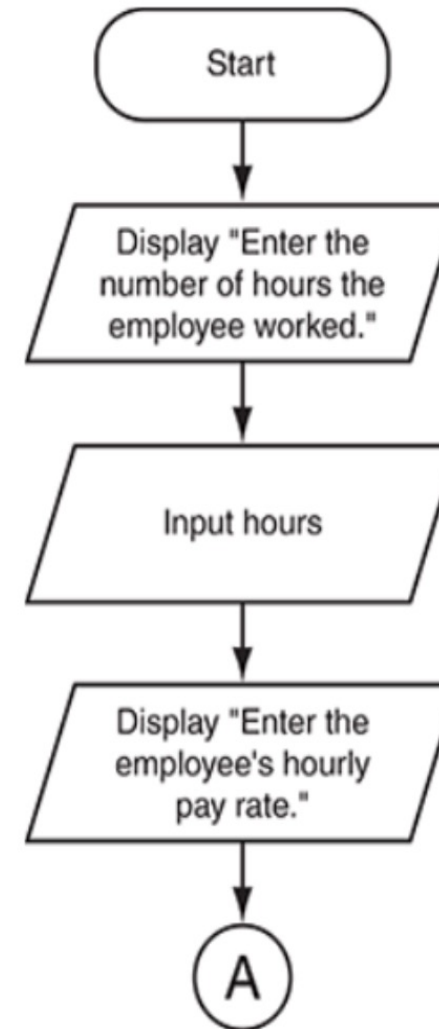 Start
Display "Enter the
number of hours the
employee worked."
Input hours
Display "Enter the
employee's hourly
pay rate."
A